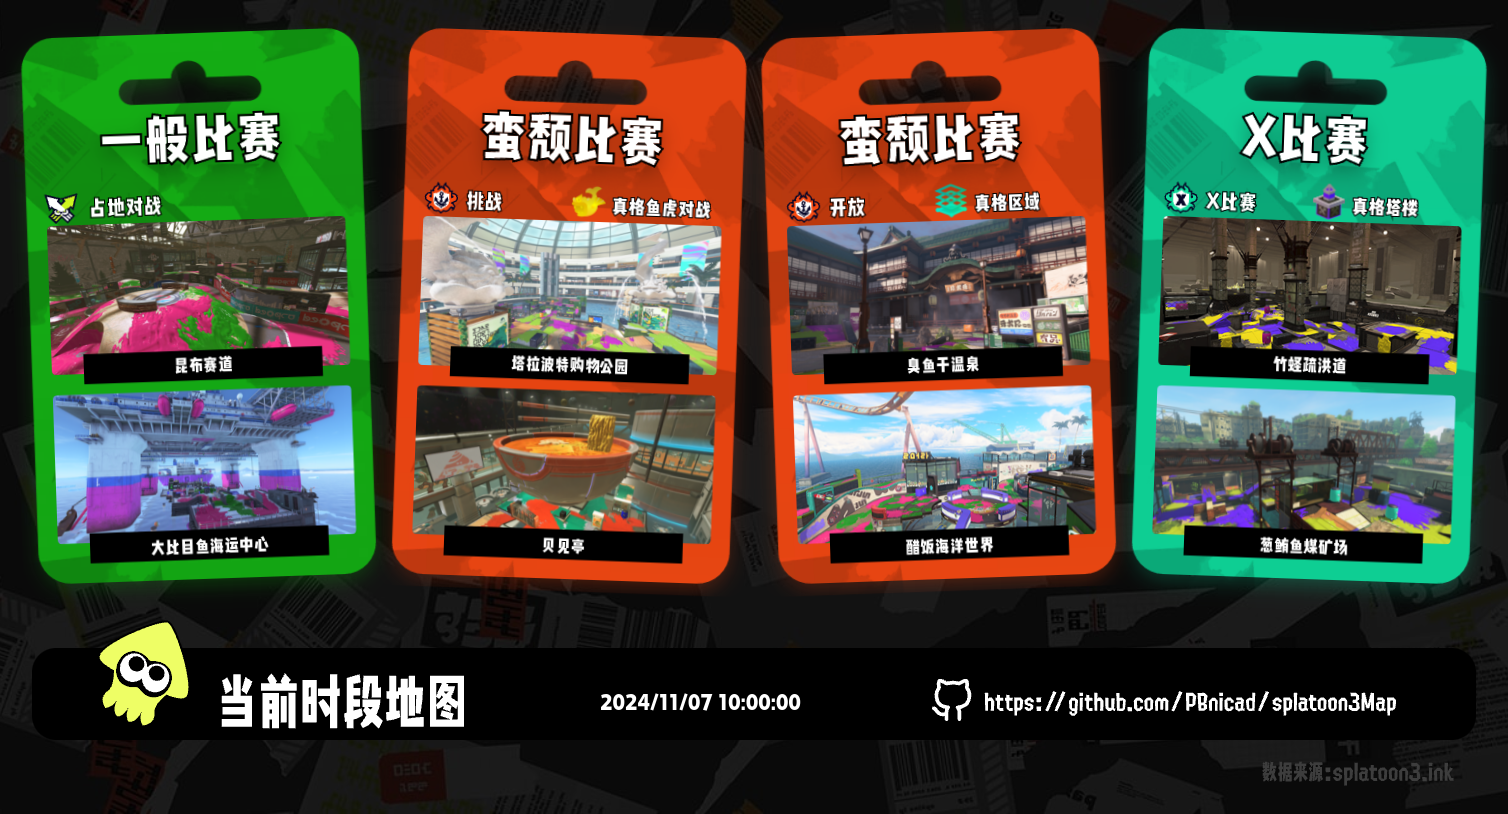 一般比赛
占地对战
昆布赛道
大比目鱼海运中心
蛮颓比赛
挑战
真格鱼虎对战
塔拉波特购物公园
贝见亭
蛮颓比赛
开放
真格区域
臭鱼干温泉
醋饭海洋世界
X比赛
X比赛
真格塔楼
竹蛏疏洪道
葱鲔鱼煤矿场
当前时段地图
2024/11/07 10:00:00
https://github.com/PBnicad/splatoon3Map
数据来源:splatoon3.ink